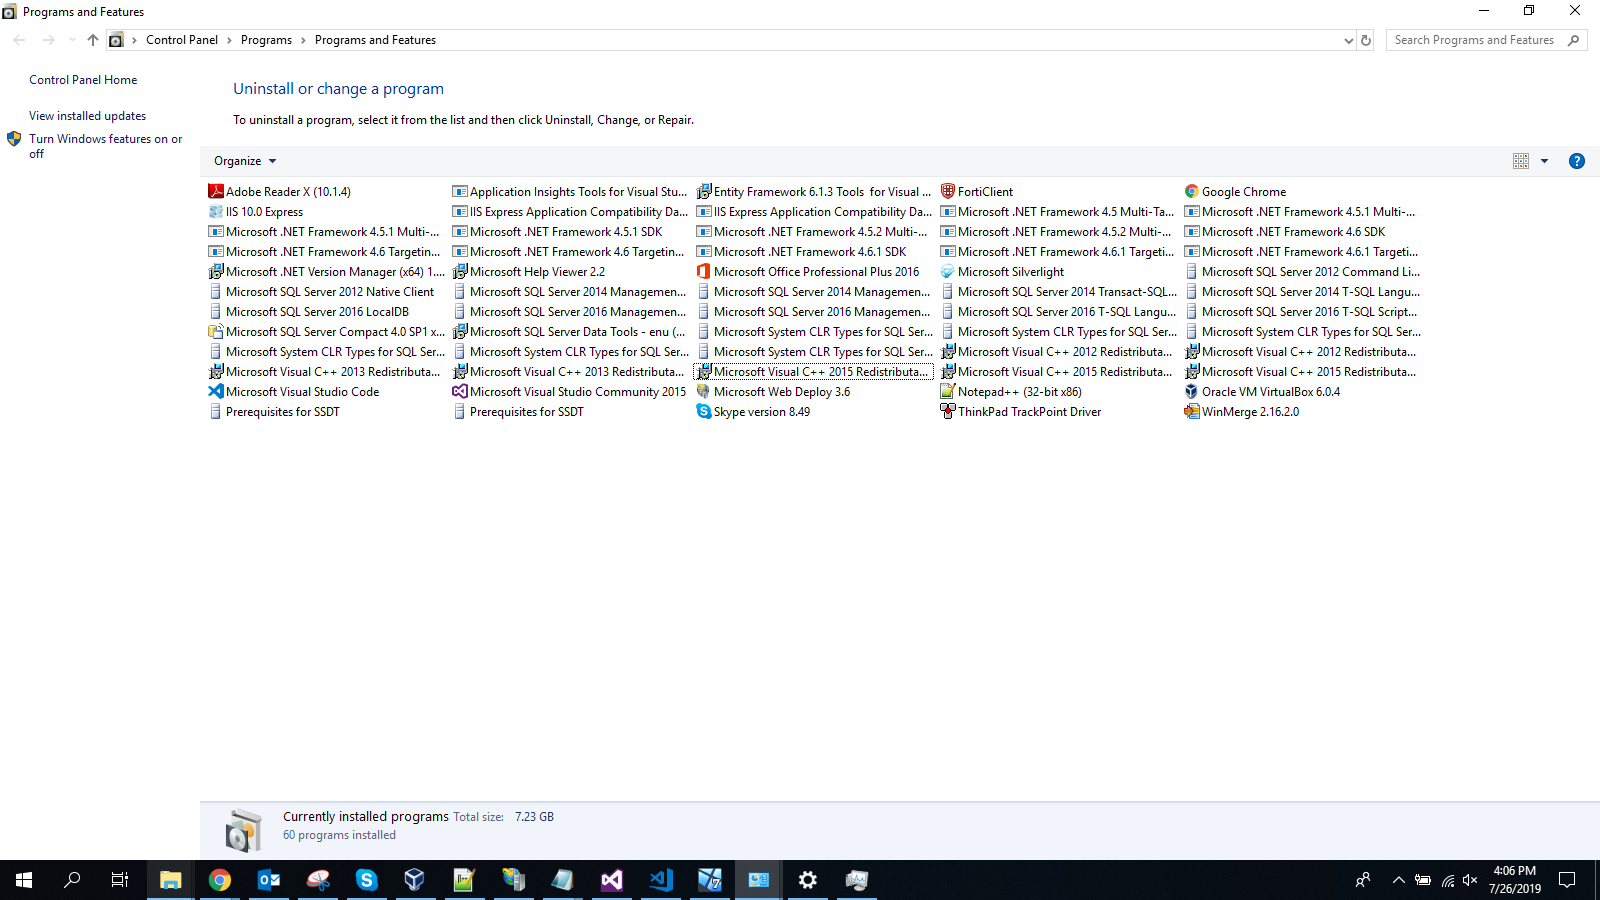 Programs and Features
Control Panel > Programs > Programs and Features
Search Programs and Features
Control Panel Home
View installed updates
Turn Windows features on or
off
Uninstall or change a program
To uninstall a program, select it from the list and then click Uninstall, Change, or Repair.
Organize
Adobe Reader X (10.1.4) Application Insights Tools for Visual Stu... Entity Framework 6.1.3 Tools for Visual ... FortiClient Google Chrome
IIS 10.0 Express IIS Express Application Compatibility Da... IIS Express Application Compatibility Da... Microsoft .NET Framework 4.5 Multi-Ta... Microsoft .NET Framework 4.5.1 Multi-...
Microsoft .NET Framework 4.5.1 Multi-... Microsoft .NET Framework 4.5.1 SDK Microsoft .NET Framework 4.5.2 Multi-... Microsoft .NET Framework 4.5.2 Multi-... Microsoft .NET Framework 4.6 SDK
Microsoft .NET Framework 4.6 Targetin... Microsoft .NET Framework 4.6 Targetin... Microsoft .NET Framework 4.6.1 SDK Microsoft .NET Framework 4.6.1 Targeti... Microsoft .NET Framework 4.6.1 Targeti...
Microsoft .NET Version Manager (x64) 1.... Microsoft Help Viewer 2.2 Microsoft Office Professional Plus 2016 Microsoft Silverlight Microsoft SQL Server 2012 Command Li...
Microsoft SQL Server 2012 Native Client Microsoft SQL Server 2014 Managemen... Microsoft SQL Server 2014 Managemen... Microsoft SQL Server 2014 Transact-SQL... Microsoft SQL Server 2014 T-SQL Langu...
Microsoft SQL Server 2016 LocalDB Microsoft SQL Server 2016 Managemen... Microsoft SQL Server 2016 Managemen... Microsoft SQL Server 2016 T-SQL Langu... Microsoft SQL Server 2016 T-SQL Script...
Microsoft SQL Server Compact 4.0 SP1 x... Microsoft SQL Server Data Tools - enu (... Microsoft System CLR Types for SQL Ser... Microsoft System CLR Types for SQL Ser... Microsoft System CLR Types for SQL Ser...
Microsoft System CLR Types for SQL Ser... Microsoft System CLR Types for SQL Ser... Microsoft System CLR Types for SQL Ser... Microsoft Visual C++ 2012 Redistributa... Microsoft Visual C++ 2012 Redistributa...
Microsoft Visual C++ 2013 Redistributa... Microsoft Visual C++ 2013 Redistributa... Microsoft Visual C++ 2015 Redistributa... Microsoft Visual C++ 2015 Redistributa... Microsoft Visual C++ 2015 Redistributa...
Microsoft Visual Studio Code Microsoft Visual Studio Community 2015 Microsoft Web Deploy 3.6 Notepad++ (32-bit x86) Oracle VM VirtualBox 6.0.4
Prerequisites for SSDT Prerequisites for SSDT Skype version 8.49 ThinkPad TrackPoint Driver WinMerge 2.16.2.0
Currently installed programs Total size: 7.23 GB
60 programs installed
4:06 PM
7/26/2019